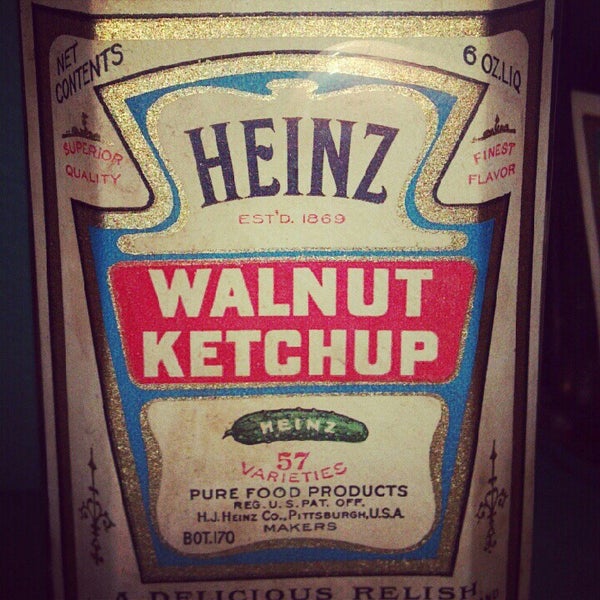 NET CONTENTS
6 OZ. LIQ
SUPERIOR QUALITY
FINEST FLAVOR
HEINZ
EST'D. 1869
WALNUT
KETCHUP
HEINZ
57
VARIETIES
PURE FOOD PRODUCTS
REG. U.S. PAT. OFF.
H.J. HEINZ CO., PITTSBURGH, U.S.A.
MAKERS
BOT. 170
A DELICIOUS RELISH